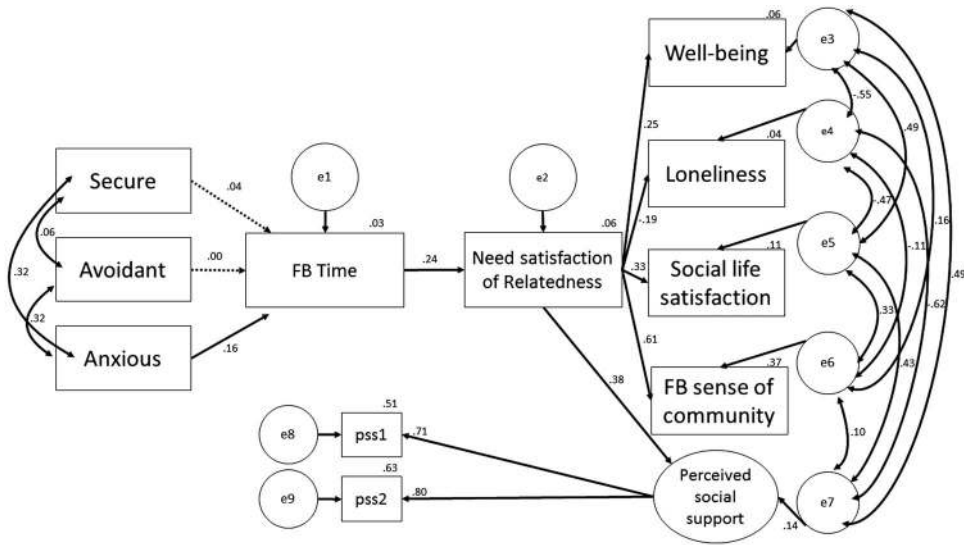 .06
e3
Well-being
-.55
.25
.04
e4
.49
Secure
.04
e1
e2
Loneliness
.03
.06
-.19
-.47
.16
.06
.11
e5
-.11
.32
Avoidant
.00
FB Time
.24
Need satisfaction
of Relatedness
.33
Social life
satisfaction
.49
-.62
.32
.33
Anxious
.16
.61
e6
.37
.43
.38
FB sense of
community
.51
e8
pss1
.71
.10
.63
Perceived
social
support
e9
pss2
.80
e7
.14